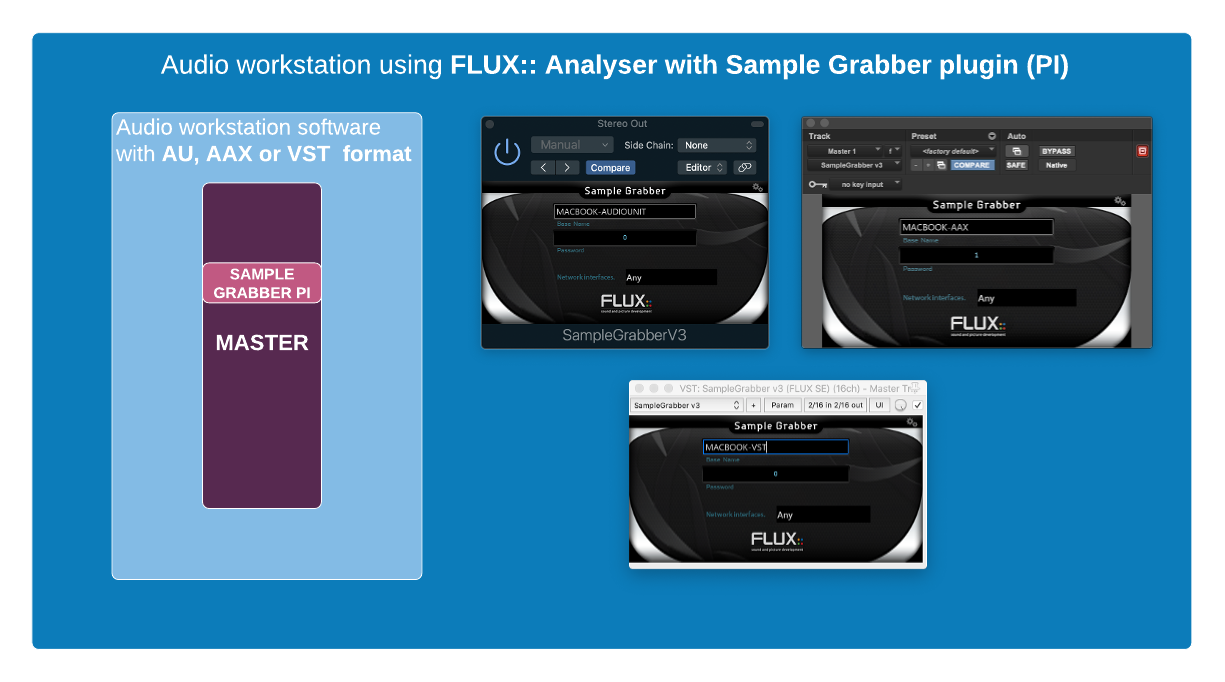 Audio workstation using FLUX:: Analyser with Sample Grabber plugin (PI)
Audio workstation software
with AU, AAX or VST format
SAMPLE
GRABBER PI
MASTER
Stereo Out
Manual
Side Chain: None
Compare
Editor
Sample Grabber
MACBOOK-AUDIOUNIT
Base Name
0
Password
Network Interfaces. Any
FLUX::
sound and picture development
SampleGrabberV3
Track Preset Auto
Master 1 f <factory default> BYPASS
SampleGrabber v3 - + COMPARE SAFE Native
no key input
Sample Grabber
MACBOOK-AAX
Base Name
1
Password
Network Interfaces. Any
FLUX::
sound and picture development
VST: SampleGrabber v3 (FLUX SE) (16ch) - Master Tr
SampleGrabber v3 + Param 2/16 in 2/16 out UI
Sample Grabber
MACBOOK-VST
Base Name
0
Password
Network Interfaces. Any
FLUX::
sound and picture development